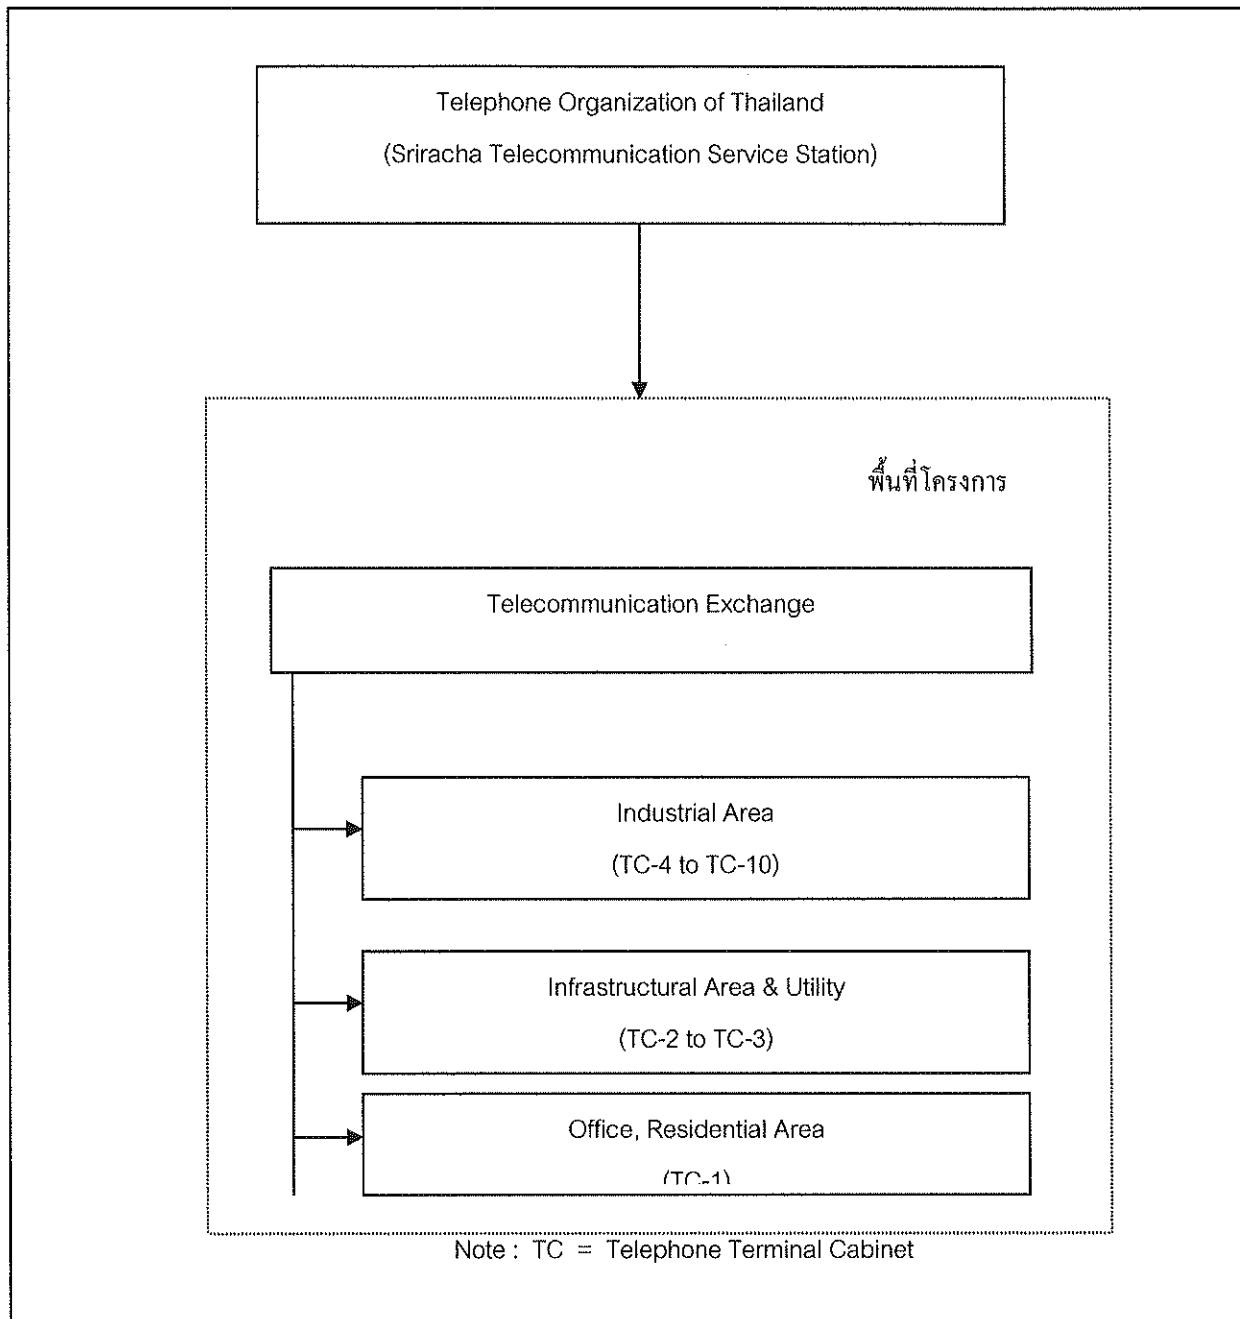 Telephone Organization of Thailand
(Sriracha Telecommunication Service Station)
พื้นที่โครงการ
Telecommunication Exchange
Industrial Area
(TC-4 to TC-10)
Infrastructural Area & Utility
(TC-2 to TC-3)
Office, Residential Area
(TC-1)
Note : TC = Telephone Terminal Cabinet